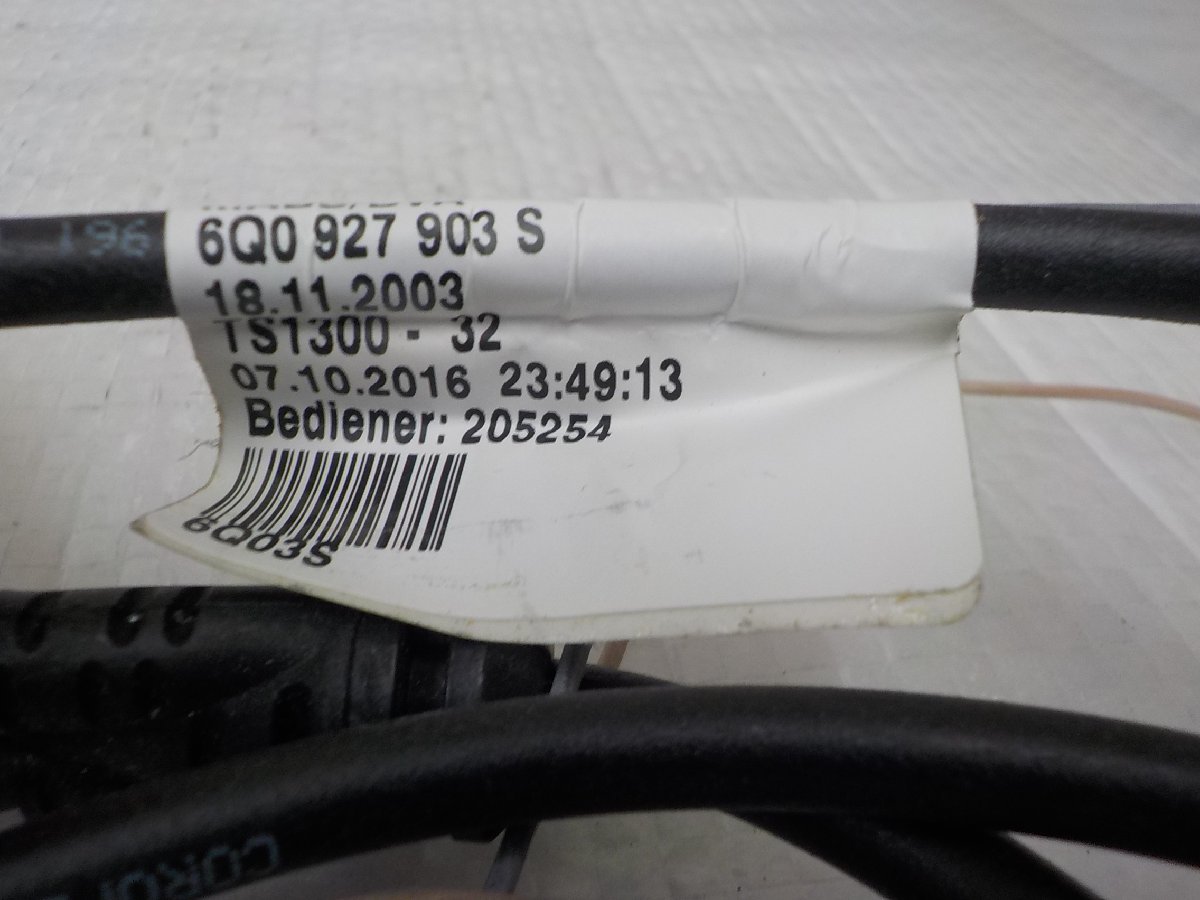 6Q0 927 903 S
18.11.2003
TS1300 - 32
07.10.2016 23:49:13
Bediener: 205254
6Q03S